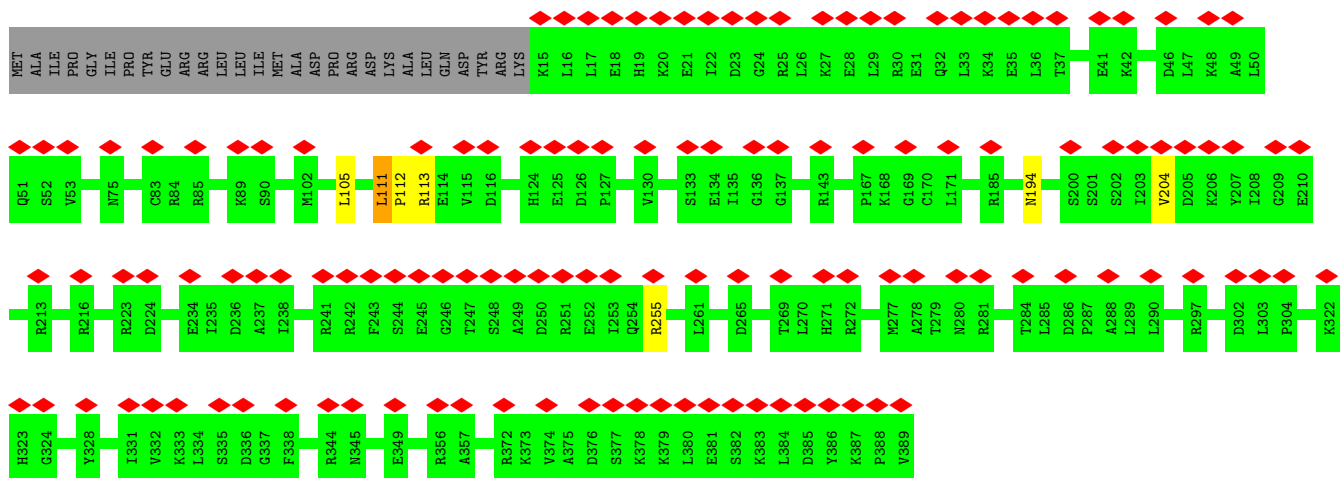 MET ALA ILE PRO GLY ILE PRO TYR GLU ARG ARG LEU LEU ILE MET ALA ASP PRO ARG ASP LYS ALA LEU GLN ASP TYR ARG LYS K15 L16 L17 E18 H19 K20 E21 I22 D23 G24 R25 L26 K27 E28 L29 R30 E31 Q32 L33 K34 E35 L36 T37 E41 K42 D46 L47 K48 A49 L50
Q51 S52 V53 N75 C83 R84 R85 K89 S90 M102 L105 L111 P112 R113 E114 V115 D116 H124 E125 D126 P127 V130 S133 E134 I135 G136 G137 R143 P167 K168 G169 C170 L171 R185 N194 S200 S201 S202 I203 V204 D205 K206 Y207 I208 G209 E210
R213 R216 R223 D224 E234 I235 D236 A237 I238 R241 R242 F243 S244 E245 G246 T247 S248 A249 D250 R251 E252 I253 Q254 R255 L261 D265 T269 L270 H271 R272 M277 A278 T279 N280 R281 T284 L285 D286 P287 A288 L289 L290 R297 D302 L303 P304 K322
H323 G324 Y328 I331 V332 K333 L334 S335 D336 G337 F338 R344 N345 E349 R356 A357 R372 K373 V374 A375 D376 S377 K378 K379 L380 E381 S382 K383 L384 D385 Y386 K387 P388 V389